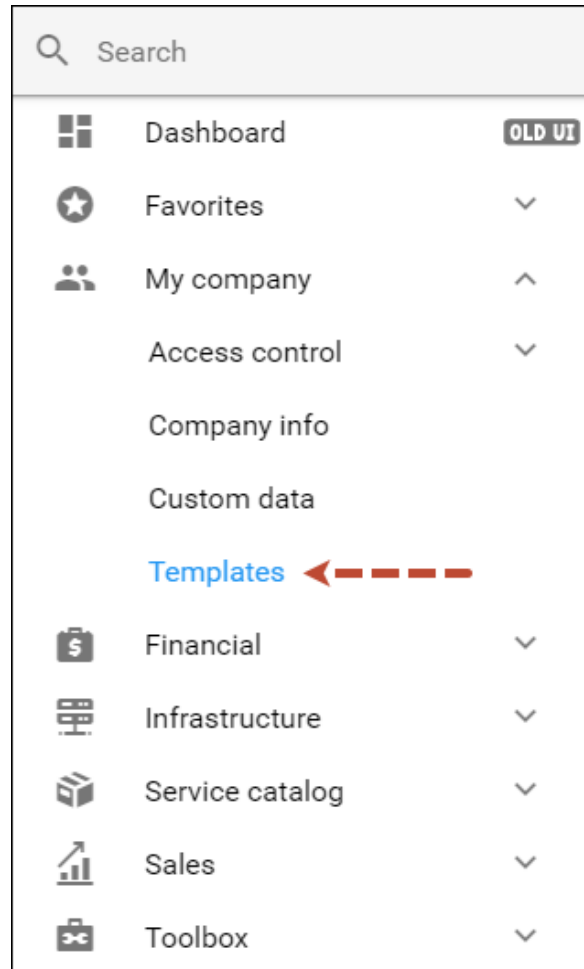 Search
Dashboard OLD UI
Favorites
My company
Access control
Company info
Custom data
Templates
Financial
Infrastructure
Service catalog
Sales
Toolbox